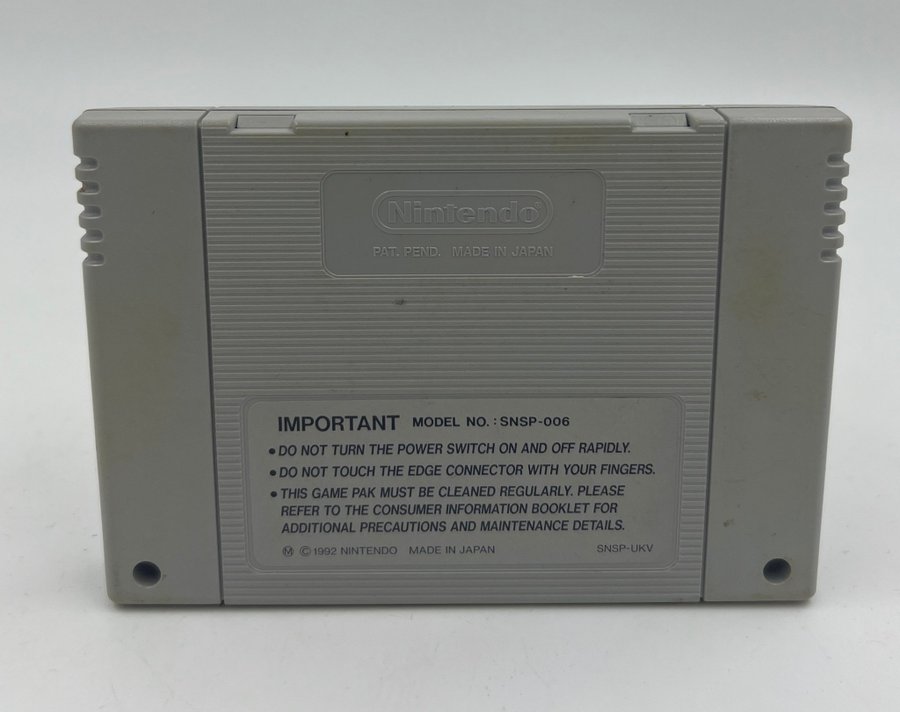 Nintendo®
PAT. PEND. MADE IN JAPAN
IMPORTANT MODEL NO.: SNSP-006
• DO NOT TURN THE POWER SWITCH ON AND OFF RAPIDLY.
• DO NOT TOUCH THE EDGE CONNECTOR WITH YOUR FINGERS.
• THIS GAME PAK MUST BE CLEANED REGULARLY. PLEASE
REFER TO THE CONSUMER INFORMATION BOOKLET FOR
ADDITIONAL PRECAUTIONS AND MAINTENANCE DETAILS.
Ⓜ ©1992 NINTENDO MADE IN JAPAN SNSP-UKV